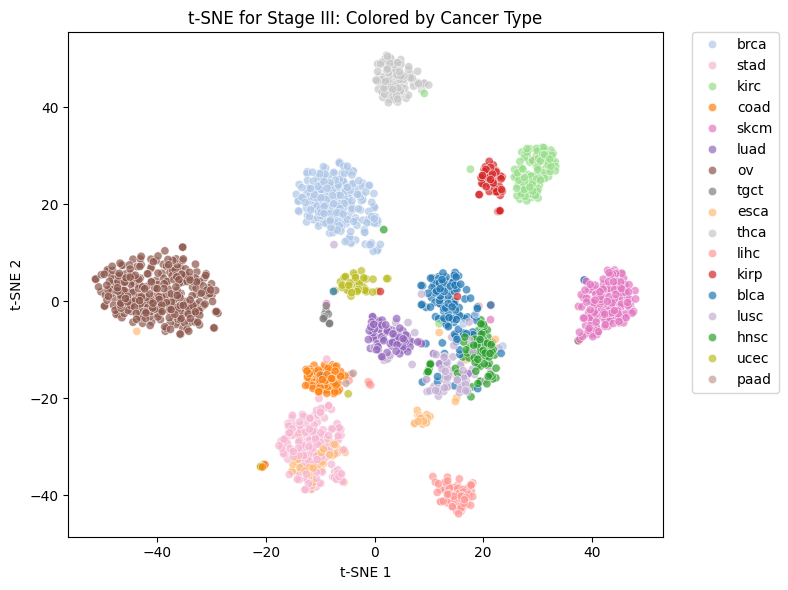 t-SNE for Stage III: Colored by Cancer Type
t-SNE 2
40
20
0
−20
−40
−40
−20
0
20
40
t-SNE 1
brca
stad
kirc
coad
skcm
luad
ov
tgct
esca
thca
lihc
kirp
blca
lusc
hnsc
ucec
paad